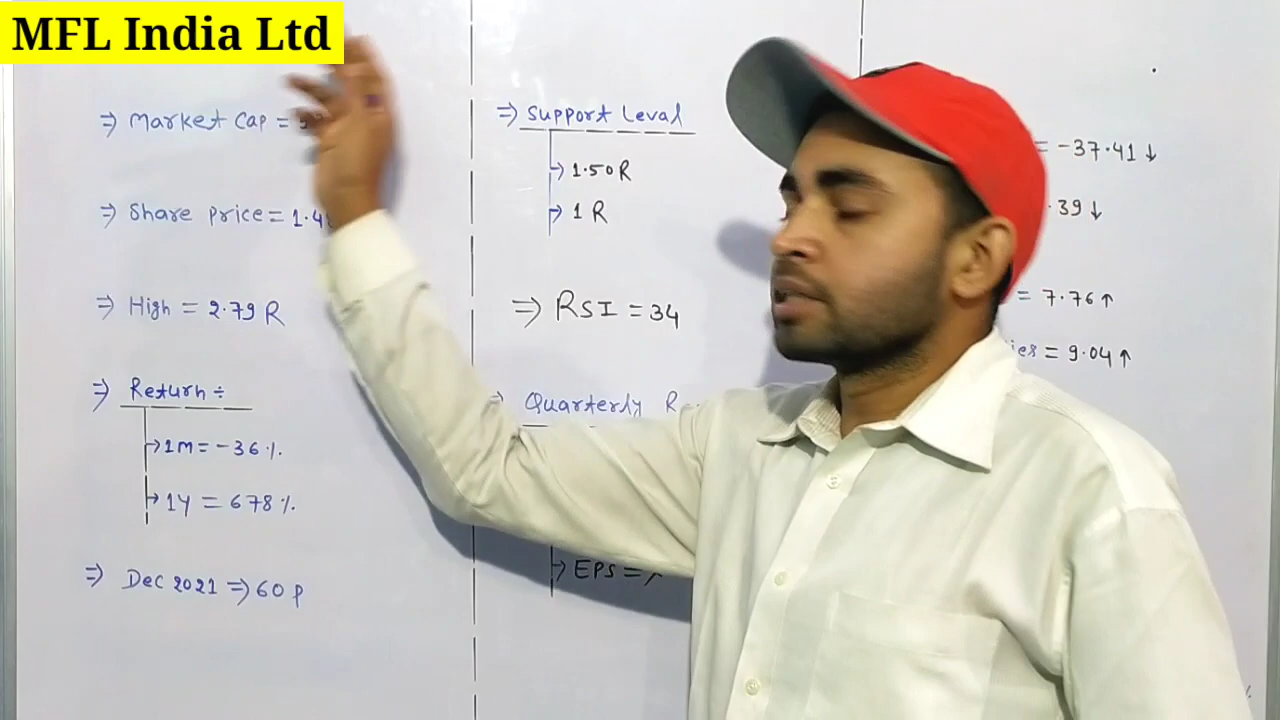 MFL India Ltd
⇒ Market Cap =
⇒ Share price = 1.4
⇒ High = 2.79 R
⇒ Return ÷
→ 1M = -36%.
→ 1Y = 678%.
⇒ Dec 2021 ⇒ 60 P
⇒ Support Leval
→ 1.50 R
→ 1 R
⇒ RSI = 34
⇒ Quarterly R
→ EPS =
= -37.41 ↓
.39 ↓
= 7.76 ↑
ies = 9.04 ↑